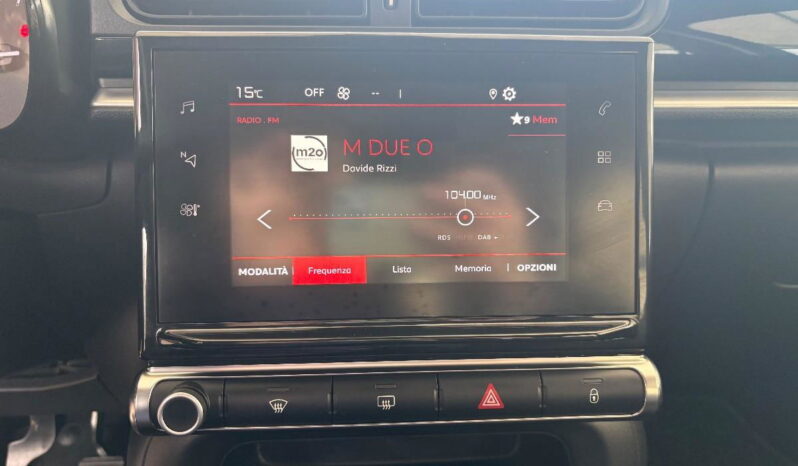 15°C OFF -- |
RADIO . FM ★9 Mem
(m2o)
M DUE O
Davide Rizzi
104.00 MHz
RDS DAB -
MODALITÀ | Frequenza Lista Memoria | OPZIONI
N